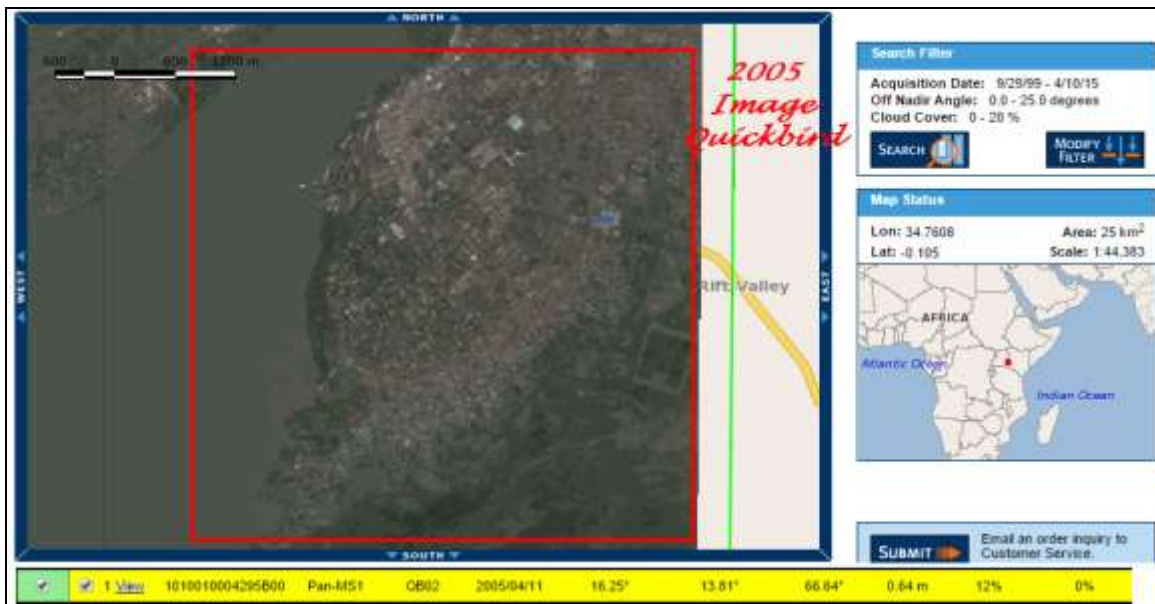 NORTH
600 0 600 1200 m
2005
Image
Quickbird
WEST
EAST
Rift Valley
SOUTH
Search Filter
Acquisition Date: 9/29/99 - 4/10/15
Off Nadir Angle: 0.0 - 25.0 degrees
Cloud Cover: 0 - 20 %
SEARCH
MODIFY
FILTER
Map Status
Lon: 34.7608 Area: 25 km2
Lat: -0.105 Scale: 1:44,383
AFRICA
Atlantic Ocean
Indian Ocean
SUBMIT
Email an order inquiry to
Customer Service.
1 View 1010010004295B00 Pan-MS1 QB02 2005/04/11 16.25° 13.81° 66.64° 0.64 m 12% 0%